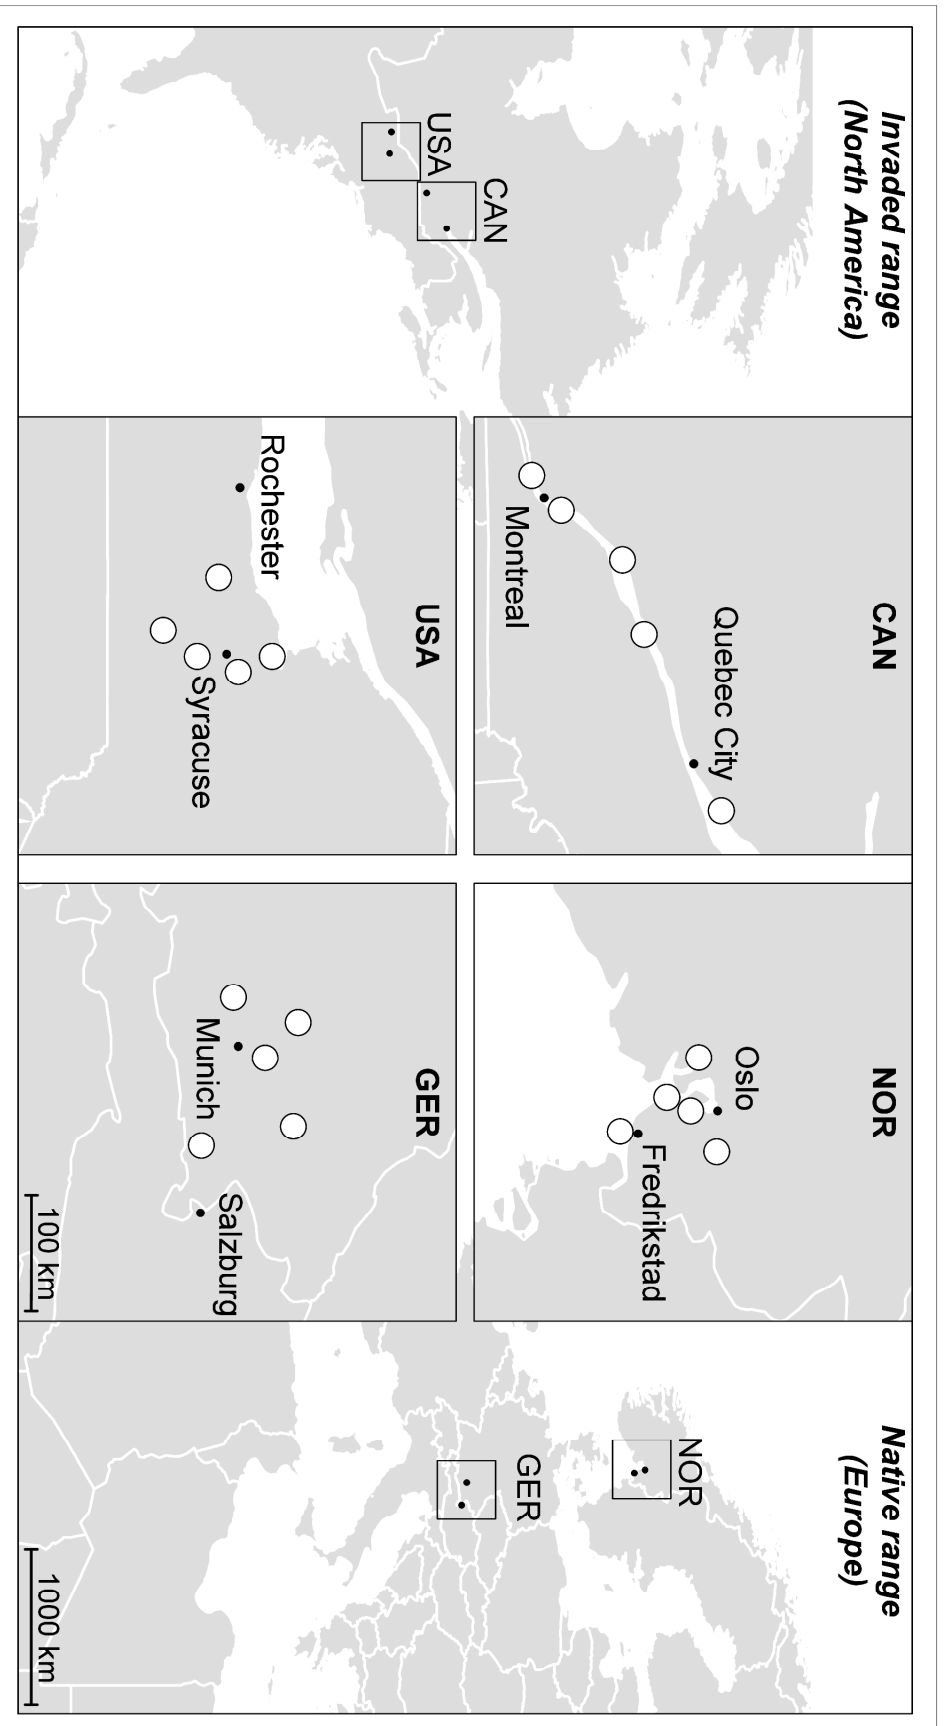 Invaded range
(North America)
USA
CAN
CAN
Quebec City
Montreal
USA
Rochester
Syracuse
NOR
Oslo
Fredrikstad
GER
Munich
Salzburg
100 km
Native range
(Europe)
NOR
GER
1000 km